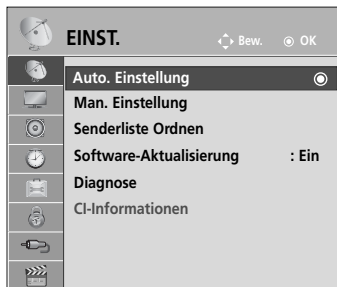 EINST.
Bew. OK
Auto. Einstellung
Man. Einstellung
Senderliste Ordnen
Software-Aktualisierung : Ein
Diagnose
CI-Informationen